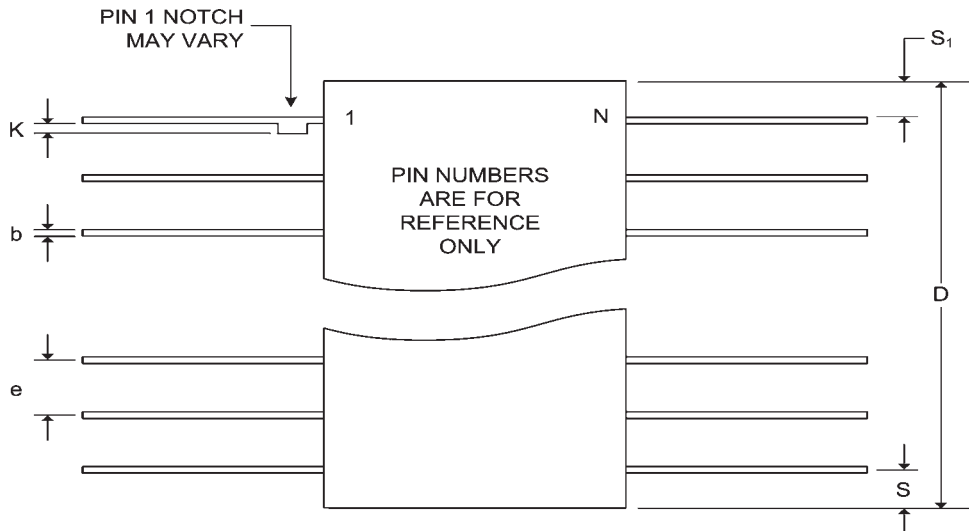 PIN 1 NOTCH
MAY VARY
S₁
K
1
N
PIN NUMBERS
ARE FOR
REFERENCE
ONLY
b
D
e
S